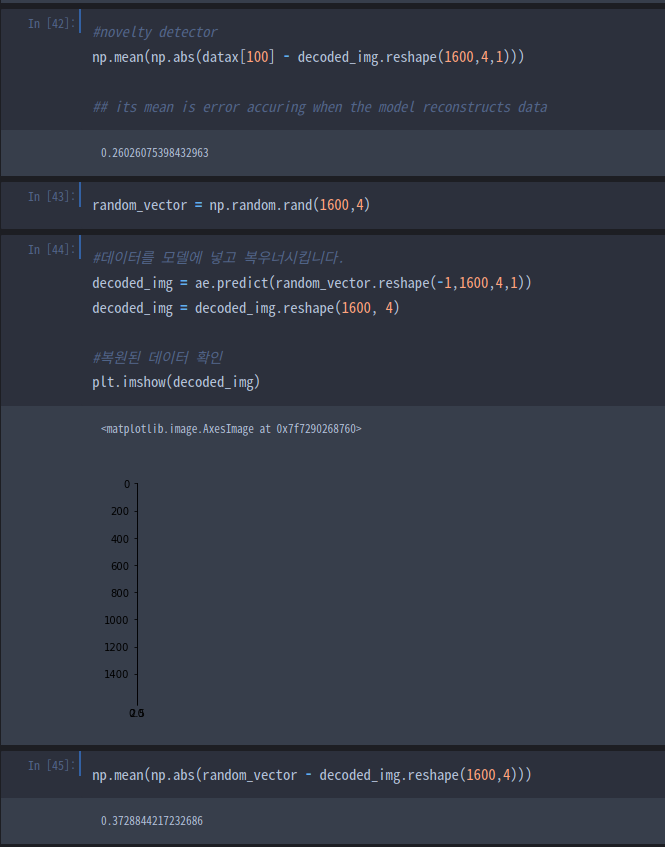 In [42]:
#novelty detector
np.mean(np.abs(datax[100] - decoded_img.reshape(1600,4,1)))
## its mean is error accuring when the model reconstructs data
0.26026075398432963
In [43]:
random_vector = np.random.rand(1600,4)
In [44]:
#데이터를 모델에 넣고 복우너시킵니다.
decoded_img = ae.predict(random_vector.reshape(-1,1600,4,1))
decoded_img = decoded_img.reshape(1600, 4)
#복원된 데이터 확인
plt.imshow(decoded_img)
<matplotlib.image.AxesImage at 0x7f7290268760>
0
200
400
600
800
1000
1200
1400
In [45]:
np.mean(np.abs(random_vector - decoded_img.reshape(1600,4)))
0.3728844217232686